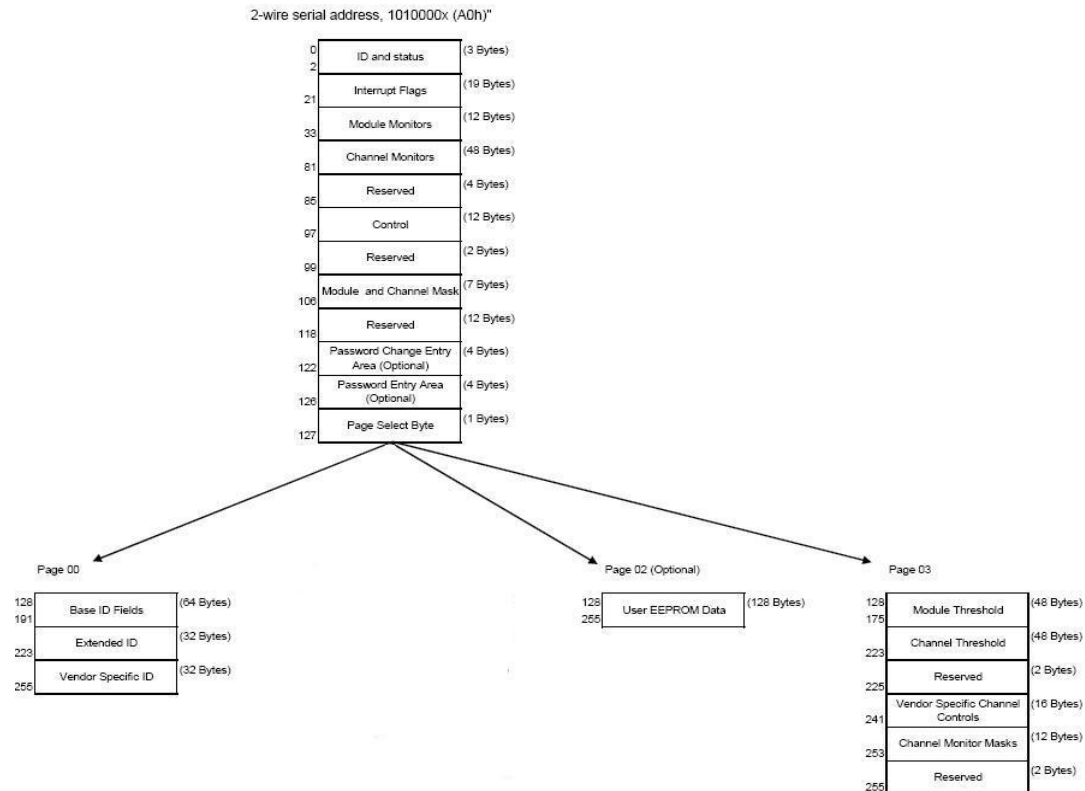 2-wire serial address, 1010000x (A0h)"
0
ID and status
(3 Bytes)
2
Interrupt Flags
(19 Bytes)
21
Module Monitors
(12 Bytes)
33
Channel Monitors
(48 Bytes)
81
Reserved
(4 Bytes)
85
Control
(12 Bytes)
97
Reserved
(2 Bytes)
99
Module and Channel Mask
(7 Bytes)
106
Reserved
(12 Bytes)
118
Password Change Entry
Area (Optional)
(4 Bytes)
122
Password Entry Area
(Optional)
(4 Bytes)
126
Page Select Byte
(1 Bytes)
127
Page 00
128
Base ID Fields
(64 Bytes)
191
Extended ID
(32 Bytes)
223
Vendor Specific ID
(32 Bytes)
255
Page 02 (Optional)
128
User EEPROM Data
(128 Bytes)
255
Page 03
128
Module Threshold
(48 Bytes)
175
Channel Threshold
(48 Bytes)
223
Reserved
(2 Bytes)
225
Vendor Specific Channel
Controls
(16 Bytes)
241
Channel Monitor Masks
(12 Bytes)
253
Reserved
(2 Bytes)
255